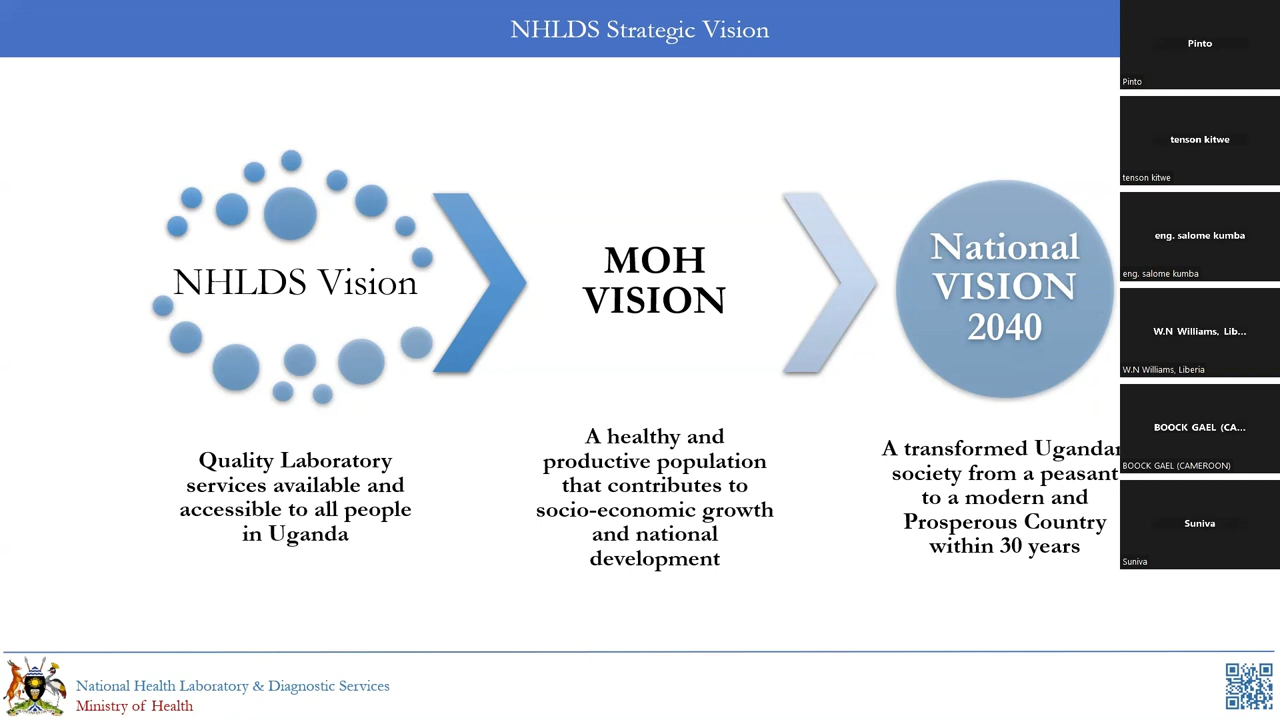 NHLDS Strategic Vision
NHLDS Vision
Quality Laboratory
services available and
accessible to all people
in Uganda
MOH
VISION
A healthy and
productive population
that contributes to
socio-economic growth
and national
development
National
VISION
2040
A transformed Ugandan
society from a peasant
to a modern and
Prosperous Country
within 30 years
National Health Laboratory & Diagnostic Services
Ministry of Health
Pinto
Pinto
tenson kitwe
tenson kitwe
eng. salome kumba
eng. salome kumba
W.N Williams, Lib...
W.N Williams, Liberia
BOOCK GAEL (CA...
BOOCK GAEL (CAMEROON)
Suniva
Suniva